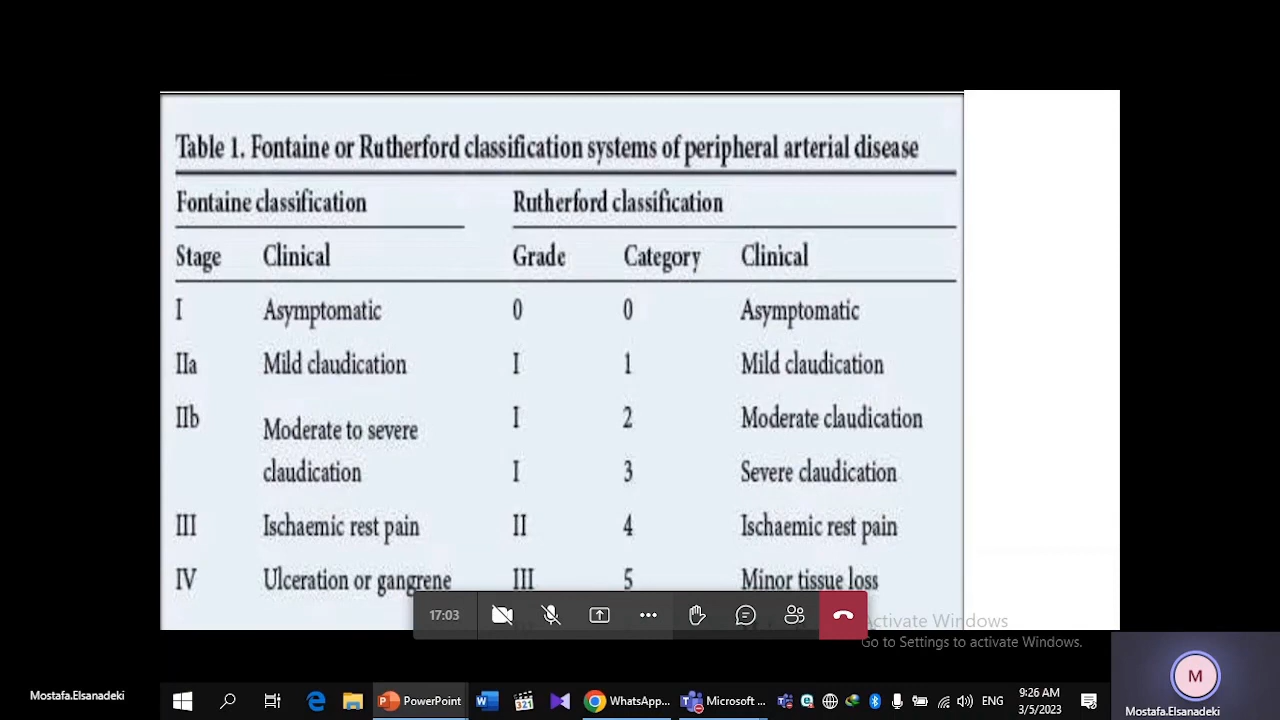 Table 1. Fontaine or Rutherford classification systems of peripheral arterial disease
Fontaine classification Rutherford classification
Stage Clinical Grade Category Clinical
I Asymptomatic 0 0 Asymptomatic
IIa Mild claudication I 1 Mild claudication
IIb Moderate to severe claudication I 2 Moderate claudication
I 3 Severe claudication
III Ischaemic rest pain II 4 Ischaemic rest pain
IV Ulceration or gangrene III 5 Minor tissue loss
17:03
Activate Windows
Go to Settings to activate Windows.
M
Mostafa.Elsanadeki
Mostafa.Elsanadeki
PowerPoint
321
WhatsApp...
Microsoft ...
ENG
9:26 AM
3/5/2023